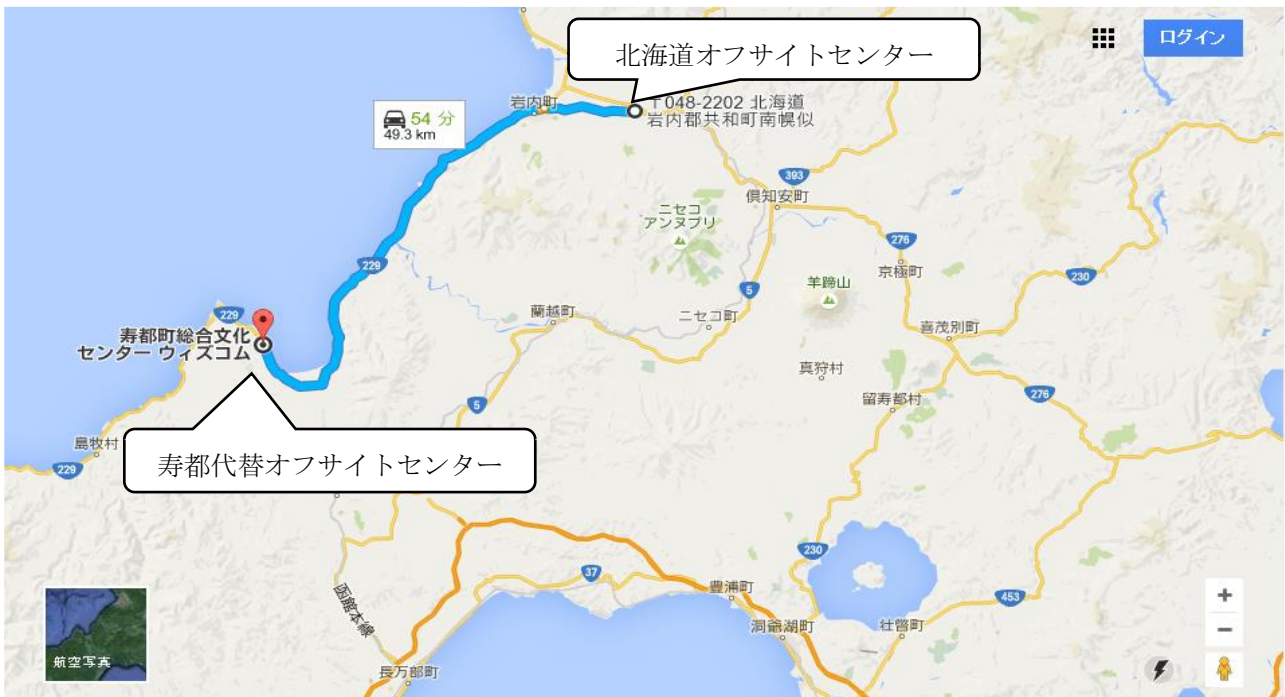 北海道オフサイトセンター
ログイン
〒048-2202 北海道
岩内郡共和町南幌似
岩内町
54 分
49.3 km
393
倶知安町
ニセコ
アンヌプリ
276
京極町
230
229
羊蹄山
5
229
蘭越町
ニセコ町
喜茂別町
寿都町総合文化
センター ウィズコム
真狩村
留寿都村
276
5
島牧村
229
寿都代替オフサイトセンター
230
37
豊浦町
453
函館本線
洞爺湖町
壮瞥町
航空写真
長万部町
+
−